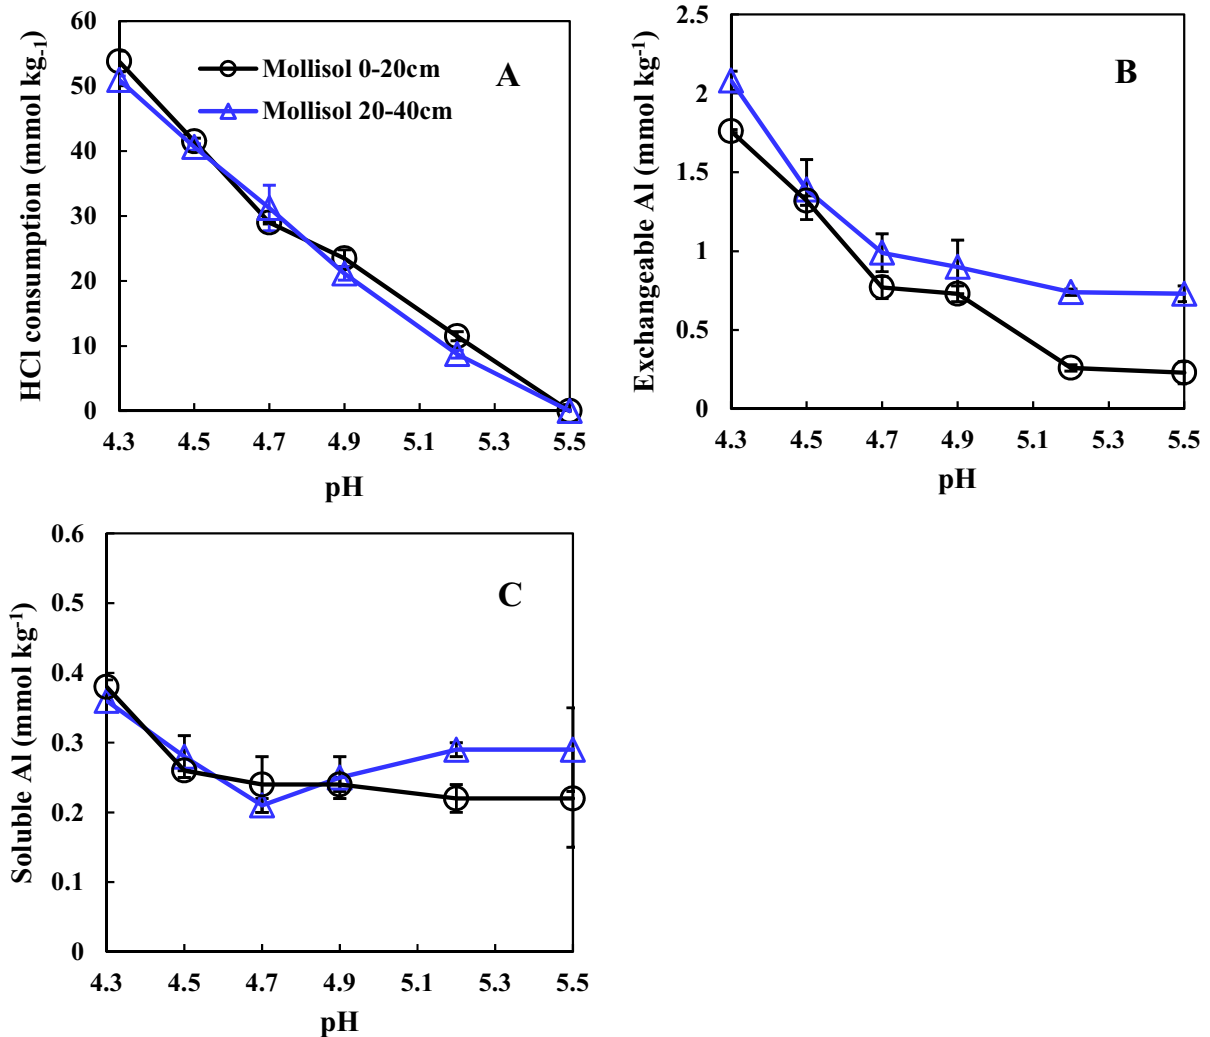 HCl consumption (mmol kg-1)
60
50
40
30
20
10
0
Mollisol 0-20cm
Mollisol 20-40cm
A
4.3 4.5 4.7 4.9 5.1 5.3 5.5
pH
Exchangeable Al (mmol kg-1)
2.5
2
1.5
1
0.5
0
B
4.3 4.5 4.7 4.9 5.1 5.3 5.5
pH
Soluble Al (mmol kg-1)
0.6
0.5
0.4
0.3
0.2
0.1
0
C
4.3 4.5 4.7 4.9 5.1 5.3 5.5
pH